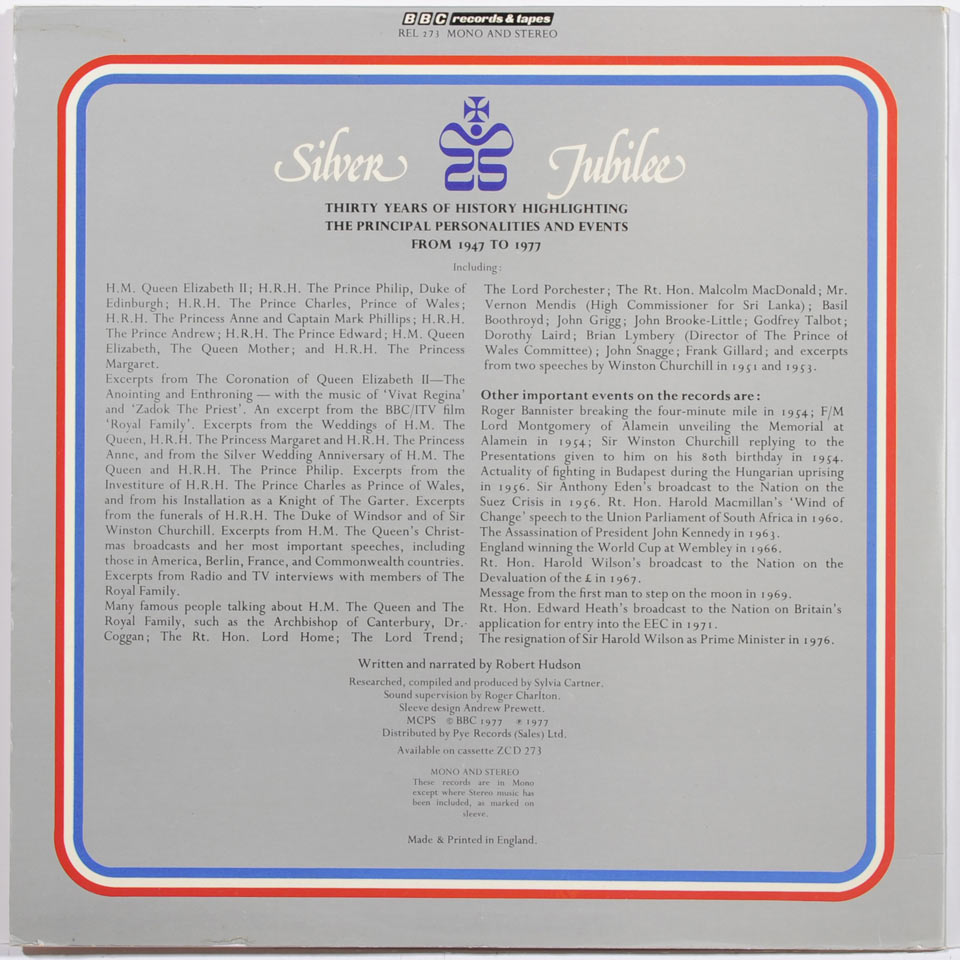 BBC records & tapes
REL 273 MONO AND STEREO
Silver 25 Jubilee
THIRTY YEARS OF HISTORY HIGHLIGHTING
THE PRINCIPAL PERSONALITIES AND EVENTS
FROM 1947 TO 1977
Including:
H.M. Queen Elizabeth II; H.R.H. The Prince Philip, Duke of
Edinburgh; H.R.H. The Prince Charles, Prince of Wales;
H.R.H. The Princess Anne and Captain Mark Phillips; H.R.H.
The Prince Andrew; H.R.H. The Prince Edward; H.M. Queen
Elizabeth, The Queen Mother; and H.R.H. The Princess
Margaret.
Excerpts from The Coronation of Queen Elizabeth II—The
Anointing and Enthroning — with the music of 'Vivat Regina'
and 'Zadok The Priest'. An excerpt from the BBC/ITV film
'Royal Family'. Excerpts from the Weddings of H.M. The
Queen, H.R.H. The Princess Margaret and H.R.H. The Princess
Anne, and from the Silver Wedding Anniversary of H.M. The
Queen and H.R.H. The Prince Philip. Excerpts from the
Investiture of H.R.H. The Prince Charles as Prince of Wales,
and from his Installation as a Knight of The Garter. Excerpts
from the funerals of H.R.H. The Duke of Windsor and of Sir
Winston Churchill. Excerpts from H.M. The Queen's Christ-
mas broadcasts and her most important speeches, including
those in America, Berlin, France, and Commonwealth countries.
Excerpts from Radio and TV interviews with members of The
Royal Family.
Many famous people talking about H.M. The Queen and The
Royal Family, such as the Archbishop of Canterbury, Dr.
Coggan; The Rt. Hon. Lord Home; The Lord Trend;
The Lord Porchester; The Rt. Hon. Malcolm MacDonald; Mr.
Vernon Mendis (High Commissioner for Sri Lanka); Basil
Boothroyd; John Grigg; John Brooke-Little; Godfrey Talbot;
Dorothy Laird; Brian Lymbery (Director of The Prince of
Wales Committee); John Snagge; Frank Gillard; and excerpts
from two speeches by Winston Churchill in 1951 and 1953.
Other important events on the records are:
Roger Bannister breaking the four-minute mile in 1954; F/M
Lord Montgomery of Alamein unveiling the Memorial at
Alamein in 1954; Sir Winston Churchill replying to the
Presentations given to him on his 80th birthday in 1954.
Actuality of fighting in Budapest during the Hungarian uprising
in 1956. Sir Anthony Eden's broadcast to the Nation on the
Suez Crisis in 1956. Rt. Hon. Harold Macmillan's 'Wind of
Change' speech to the Union Parliament of South Africa in 1960.
The Assassination of President John Kennedy in 1963.
England winning the World Cup at Wembley in 1966.
Rt. Hon. Harold Wilson's broadcast to the Nation on the
Devaluation of the £ in 1967.
Message from the first man to step on the moon in 1969.
Rt. Hon. Edward Heath's broadcast to the Nation on Britain's
application for entry into the EEC in 1971.
The resignation of Sir Harold Wilson as Prime Minister in 1976.
Written and narrated by Robert Hudson
Researched, compiled and produced by Sylvia Cartner.
Sound supervision by Roger Charlton.
Sleeve design Andrew Prewett.
MCPS © BBC 1977 ℗ 1977
Distributed by Pye Records (Sales) Ltd.
Available on cassette ZCD 273
MONO AND STEREO
These records are in Mono
except where Stereo music has
been included, as marked on
sleeve.
Made & Printed in England.